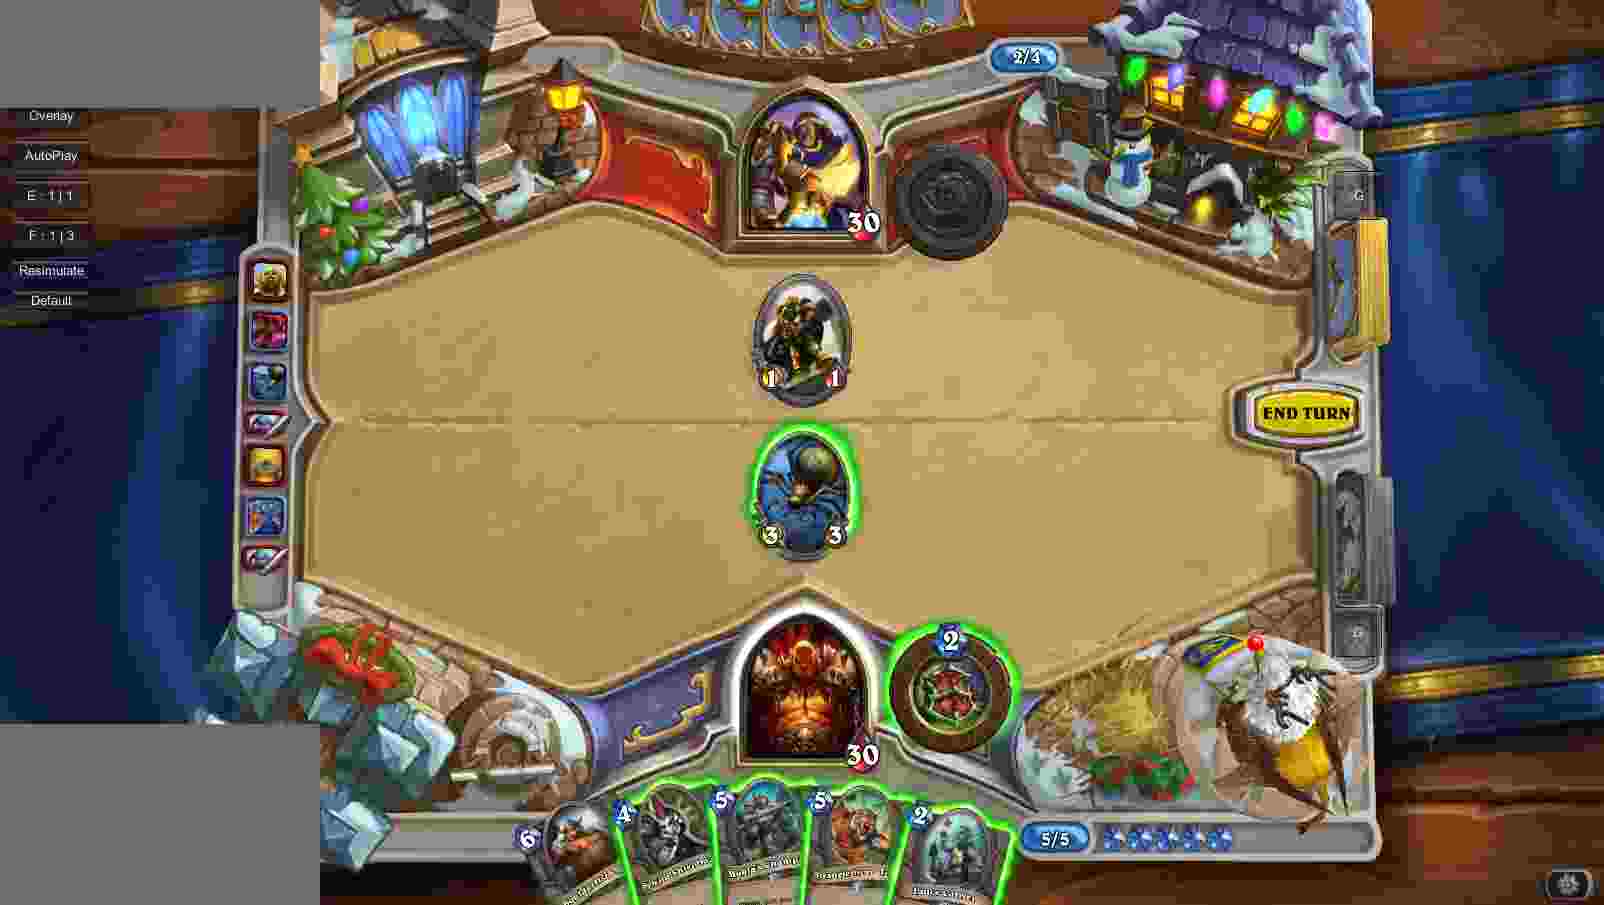 Overlay
AutoPlay
E : 1 | 1
F : 1 | 3
Resimulate
Default
2/4
30
1 1
END TURN
3 3
2
30
6
4
5
5
2
5/5